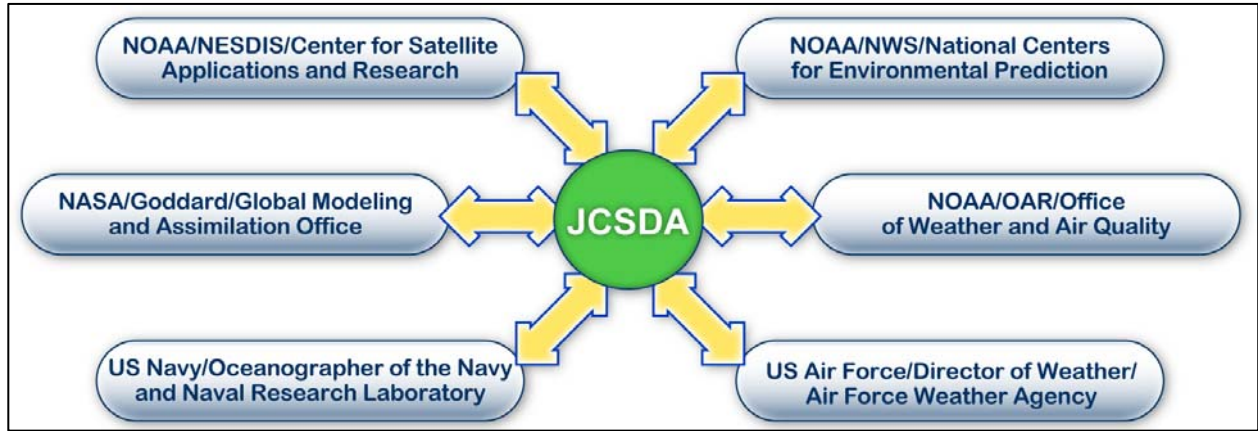 NOAA/NESDIS/Center for Satellite
Applications and Research
NOAA/NWS/National Centers
for Environmental Prediction
NASA/Goddard/Global Modeling
and Assimilation Office
JCSDA
NOAA/OAR/Office
of Weather and Air Quality
US Navy/Oceanographer of the Navy
and Naval Research Laboratory
US Air Force/Director of Weather/
Air Force Weather Agency